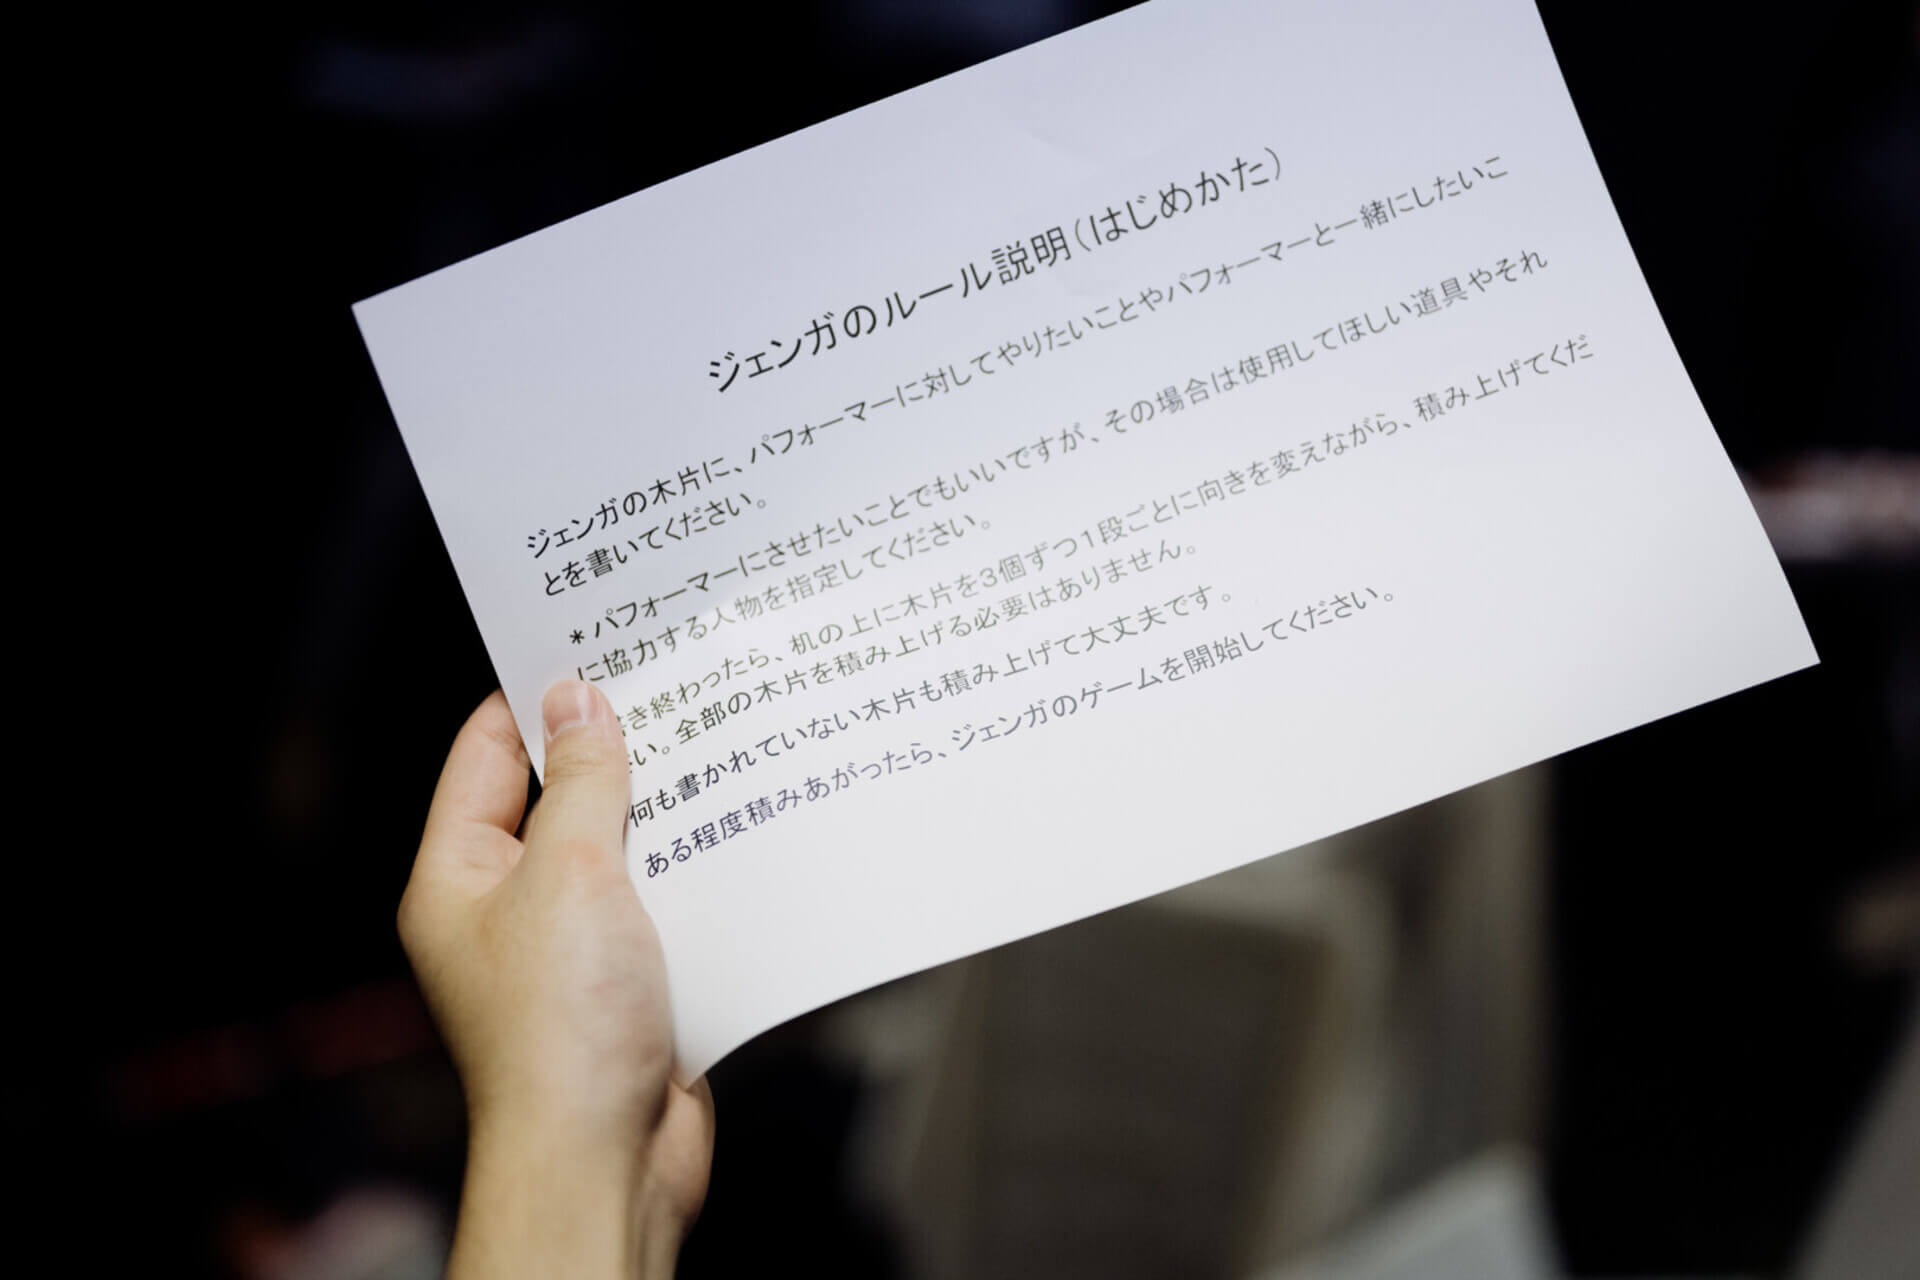 ジェンガのルール説明（はじめかた）
ジェンガの木片に、パフォーマーに対してやりたいことやパフォーマーと一緒にしたいこ
とを書いてください。
＊パフォーマーにさせたいことでもいいですが、その場合は使用してほしい道具やそれ
に協力する人物を指定してください。
き終わったら、机の上に木片を３個ずつ１段ごとに向きを変えながら、積み上げてくだ
い。全部の木片を積み上げる必要はありません。
何も書かれていない木片も積み上げて大丈夫です。
ある程度積みあがったら、ジェンガのゲームを開始してください。